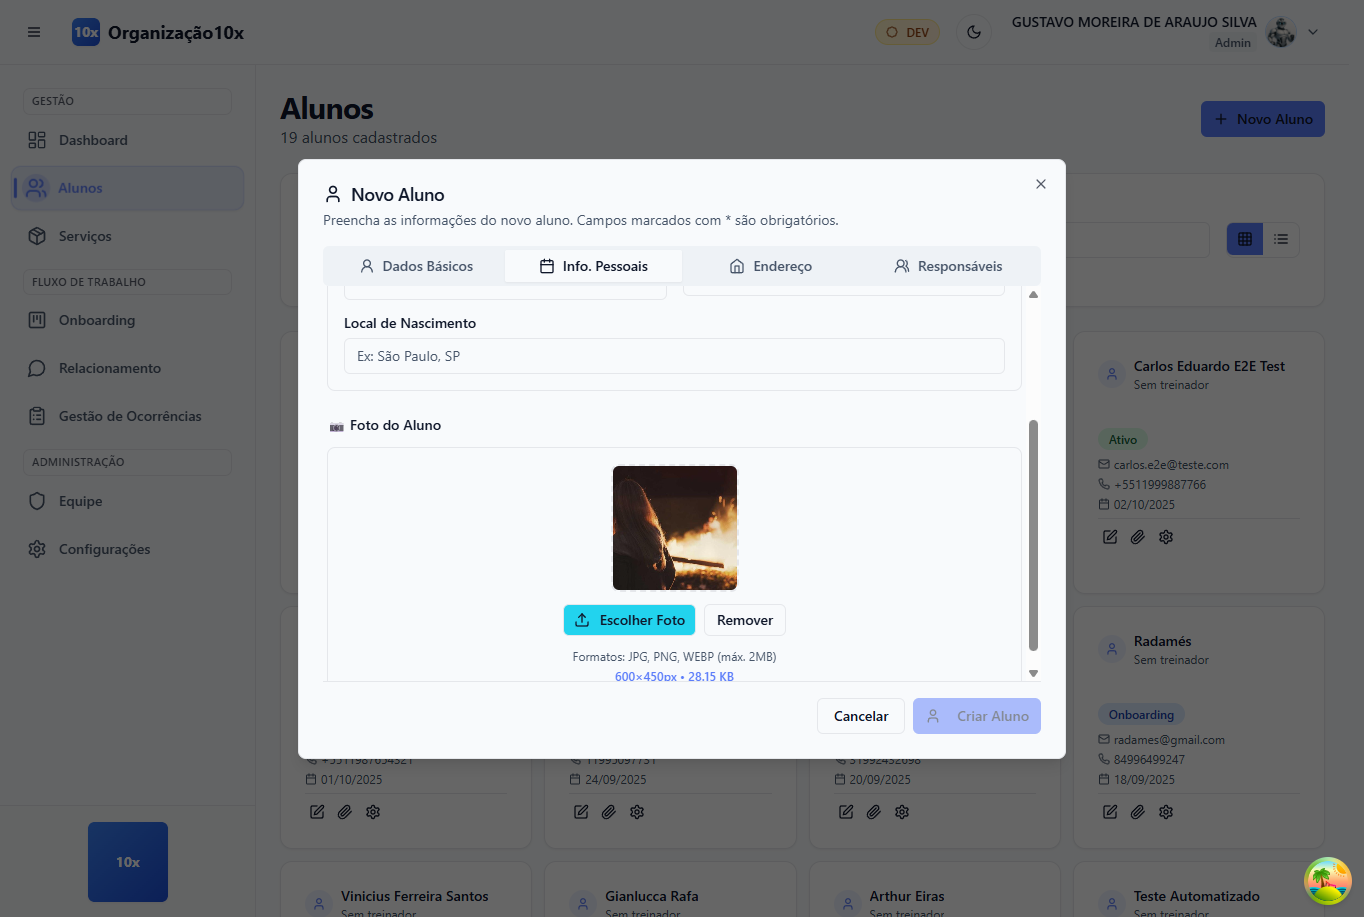 10x Organização10x
DEV
GUSTAVO MOREIRA DE ARAUJO SILVA
Admin
GESTÃO
Dashboard
Alunos
Serviços
FLUXO DE TRABALHO
Onboarding
Relacionamento
Gestão de Ocorrências
ADMINISTRAÇÃO
Equipe
Configurações
10x
Alunos
19 alunos cadastrados
+ Novo Aluno
Novo Aluno
Preencha as informações do novo aluno. Campos marcados com * são obrigatórios.
Dados Básicos
Info. Pessoais
Endereço
Responsáveis
Local de Nascimento
Ex: São Paulo, SP
Foto do Aluno
Escolher Foto
Remover
Formatos: JPG, PNG, WEBP (máx. 2MB)
600×450px • 28.15 KB
Cancelar
Criar Aluno
Carlos Eduardo E2E Test
Sem treinador
Ativo
carlos.e2e@teste.com
+5511999887766
02/10/2025
Radamés
Sem treinador
Onboarding
radames@gmail.com
84996499247
18/09/2025
01/10/2025
24/09/2025
20/09/2025
Vinicius Ferreira Santos
Sem treinador
Gianlucca Rafa
Sem treinador
Arthur Eiras
Sem treinador
Teste Automatizado
Sem treinador